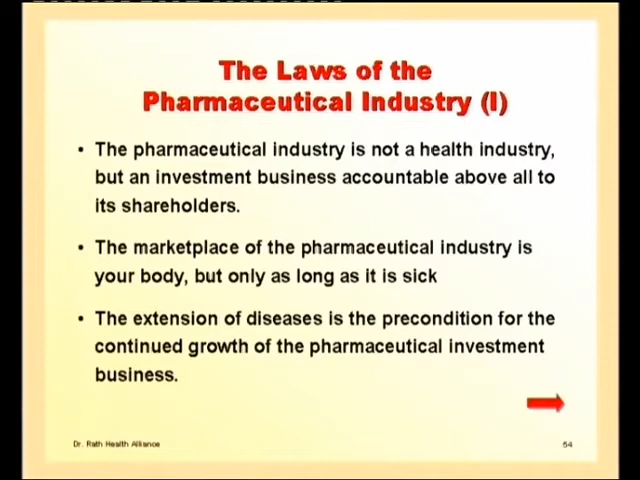 The Laws of the
Pharmaceutical Industry (I)
• The pharmaceutical industry is not a health industry,
but an investment business accountable above all to
its shareholders.
• The marketplace of the pharmaceutical industry is
your body, but only as long as it is sick
• The extension of diseases is the precondition for the
continued growth of the pharmaceutical investment
business.
Dr. Rath Health Alliance
54